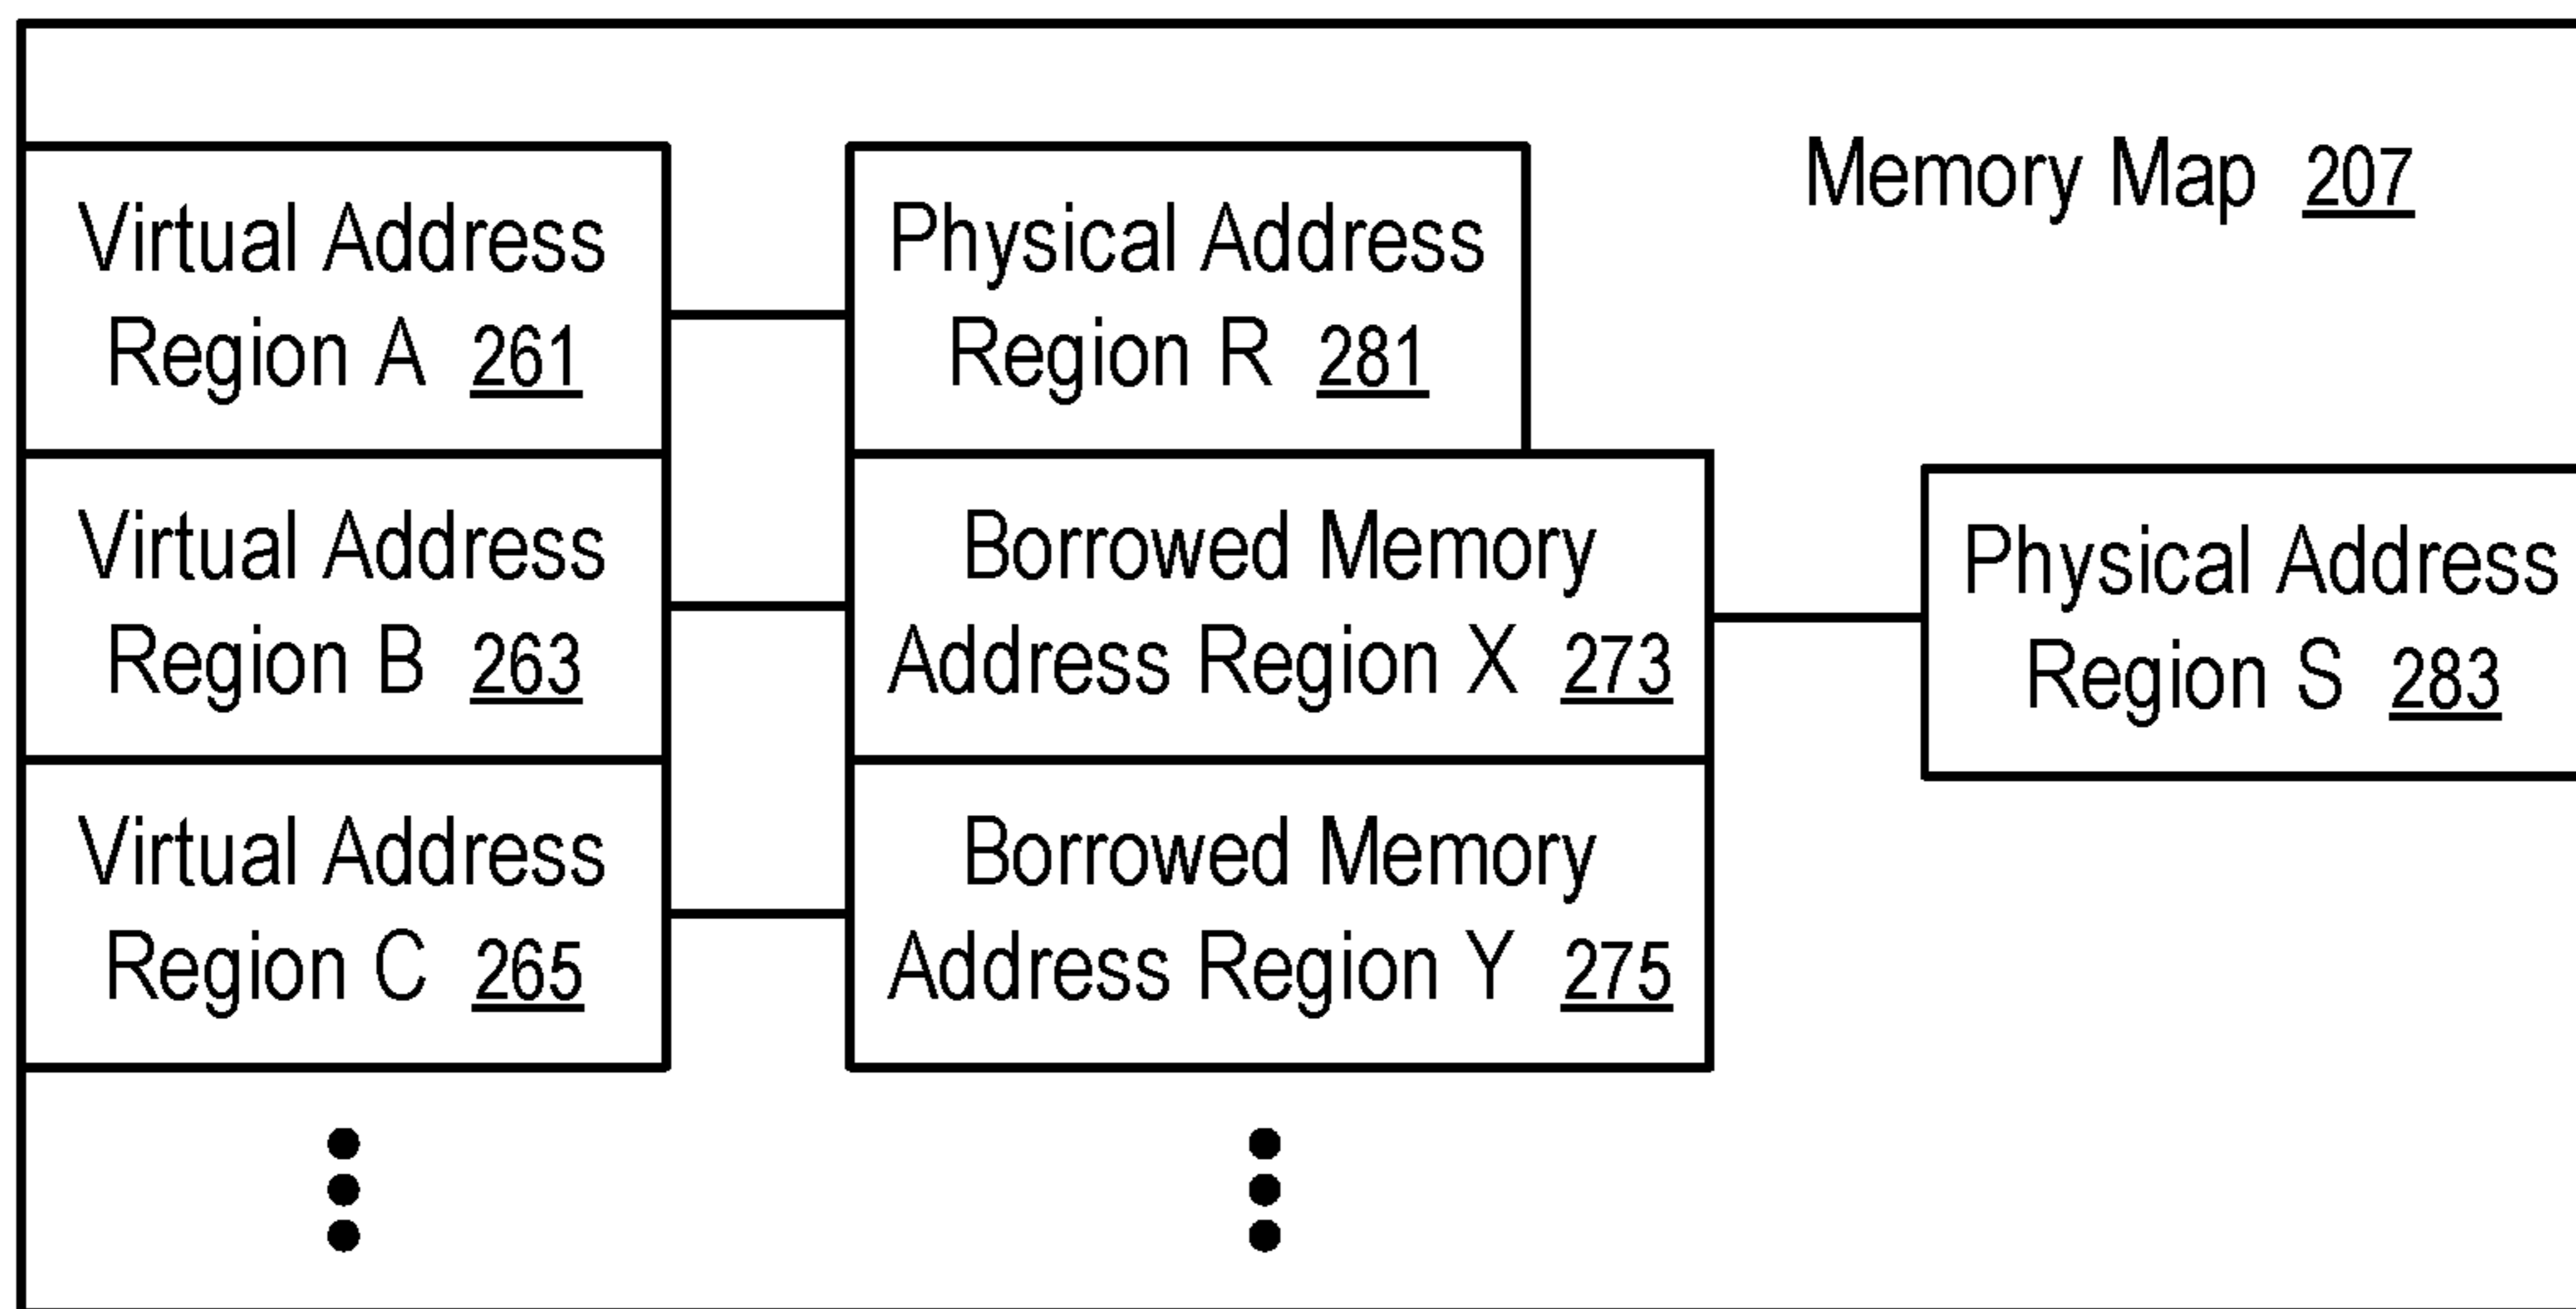 Memory Map 207
Virtual Address
Region A 261
Physical Address
Region R 281
Virtual Address
Region B 263
Borrowed Memory
Address Region X 273
Physical Address
Region S 283
Virtual Address
Region C 265
Borrowed Memory
Address Region Y 275